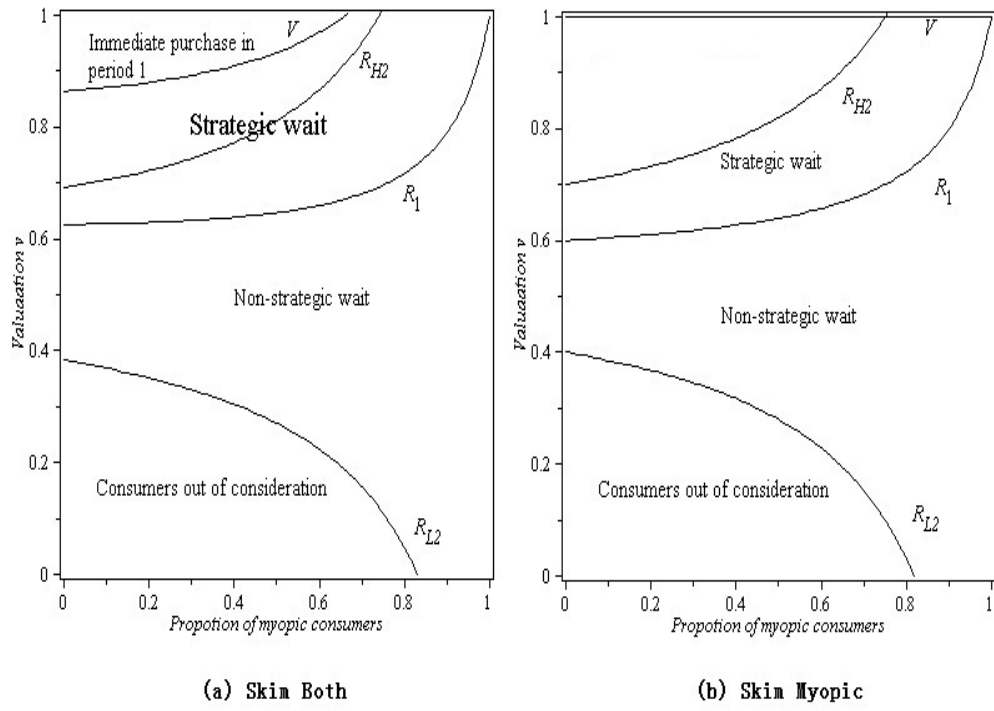 1
V
Immediate purchase in
period 1
R_H2
0.8
Strategic wait
R_1
0.6
Valuaation v
Non-strategic wait
0.4
0.2
Consumers out of consideration
R_L2
0
0 0.2 0.4 0.6 0.8 1
Propotion of myopic consumers
(a) Skim Both
1
V
R_H2
0.8
Strategic wait
R_1
0.6
Valuaation v
Non-strategic wait
0.4
0.2
Consumers out of consideration
R_L2
0
0 0.2 0.4 0.6 0.8 1
Propotion of myopic consumers
(b) Skim Myopic